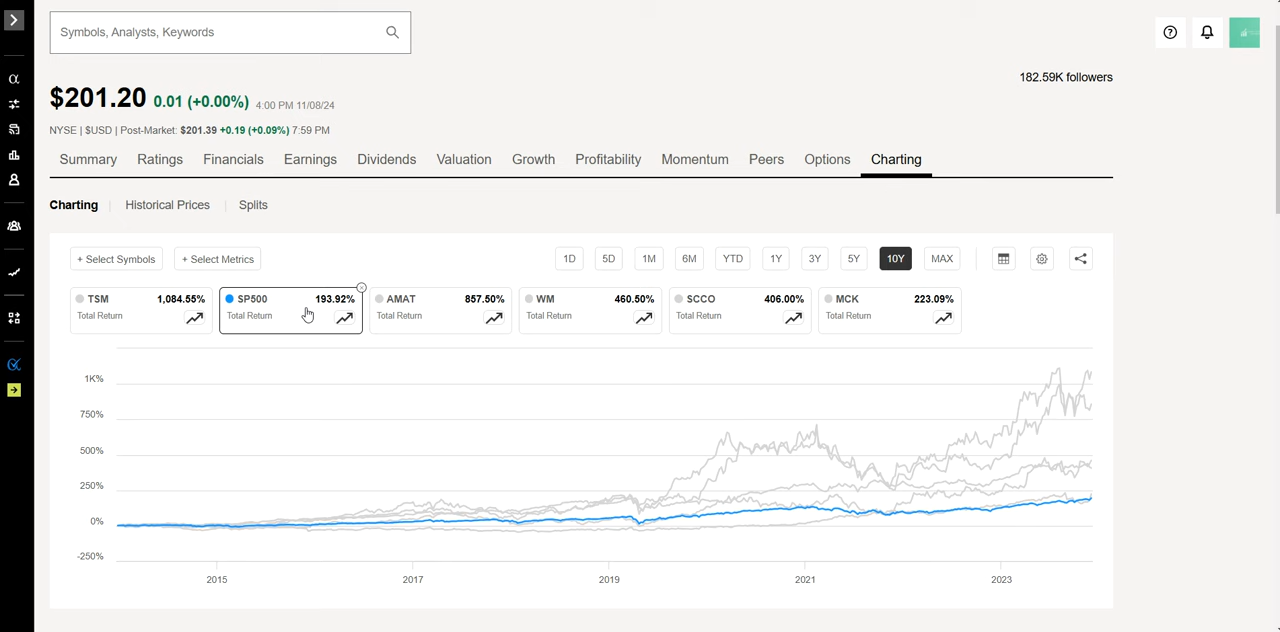 Symbols, Analysts, Keywords
182.59K followers
$201.20 0.01 (+0.00%) 4:00 PM 11/08/24
NYSE | $USD | Post-Market: $201.39 +0.19 (+0.09%) 7:59 PM
Summary Ratings Financials Earnings Dividends Valuation Growth Profitability Momentum Peers Options Charting
Charting Historical Prices Splits
+ Select Symbols + Select Metrics 1D 5D 1M 6M YTD 1Y 3Y 5Y 10Y MAX
TSM 1,084.55% SP500 193.92% AMAT 857.50% WM 460.50% SCCO 406.00% MCK 223.09%
Total Return Total Return Total Return Total Return Total Return Total Return
1K%
750%
500%
250%
0%
-250%
2015 2017 2019 2021 2023